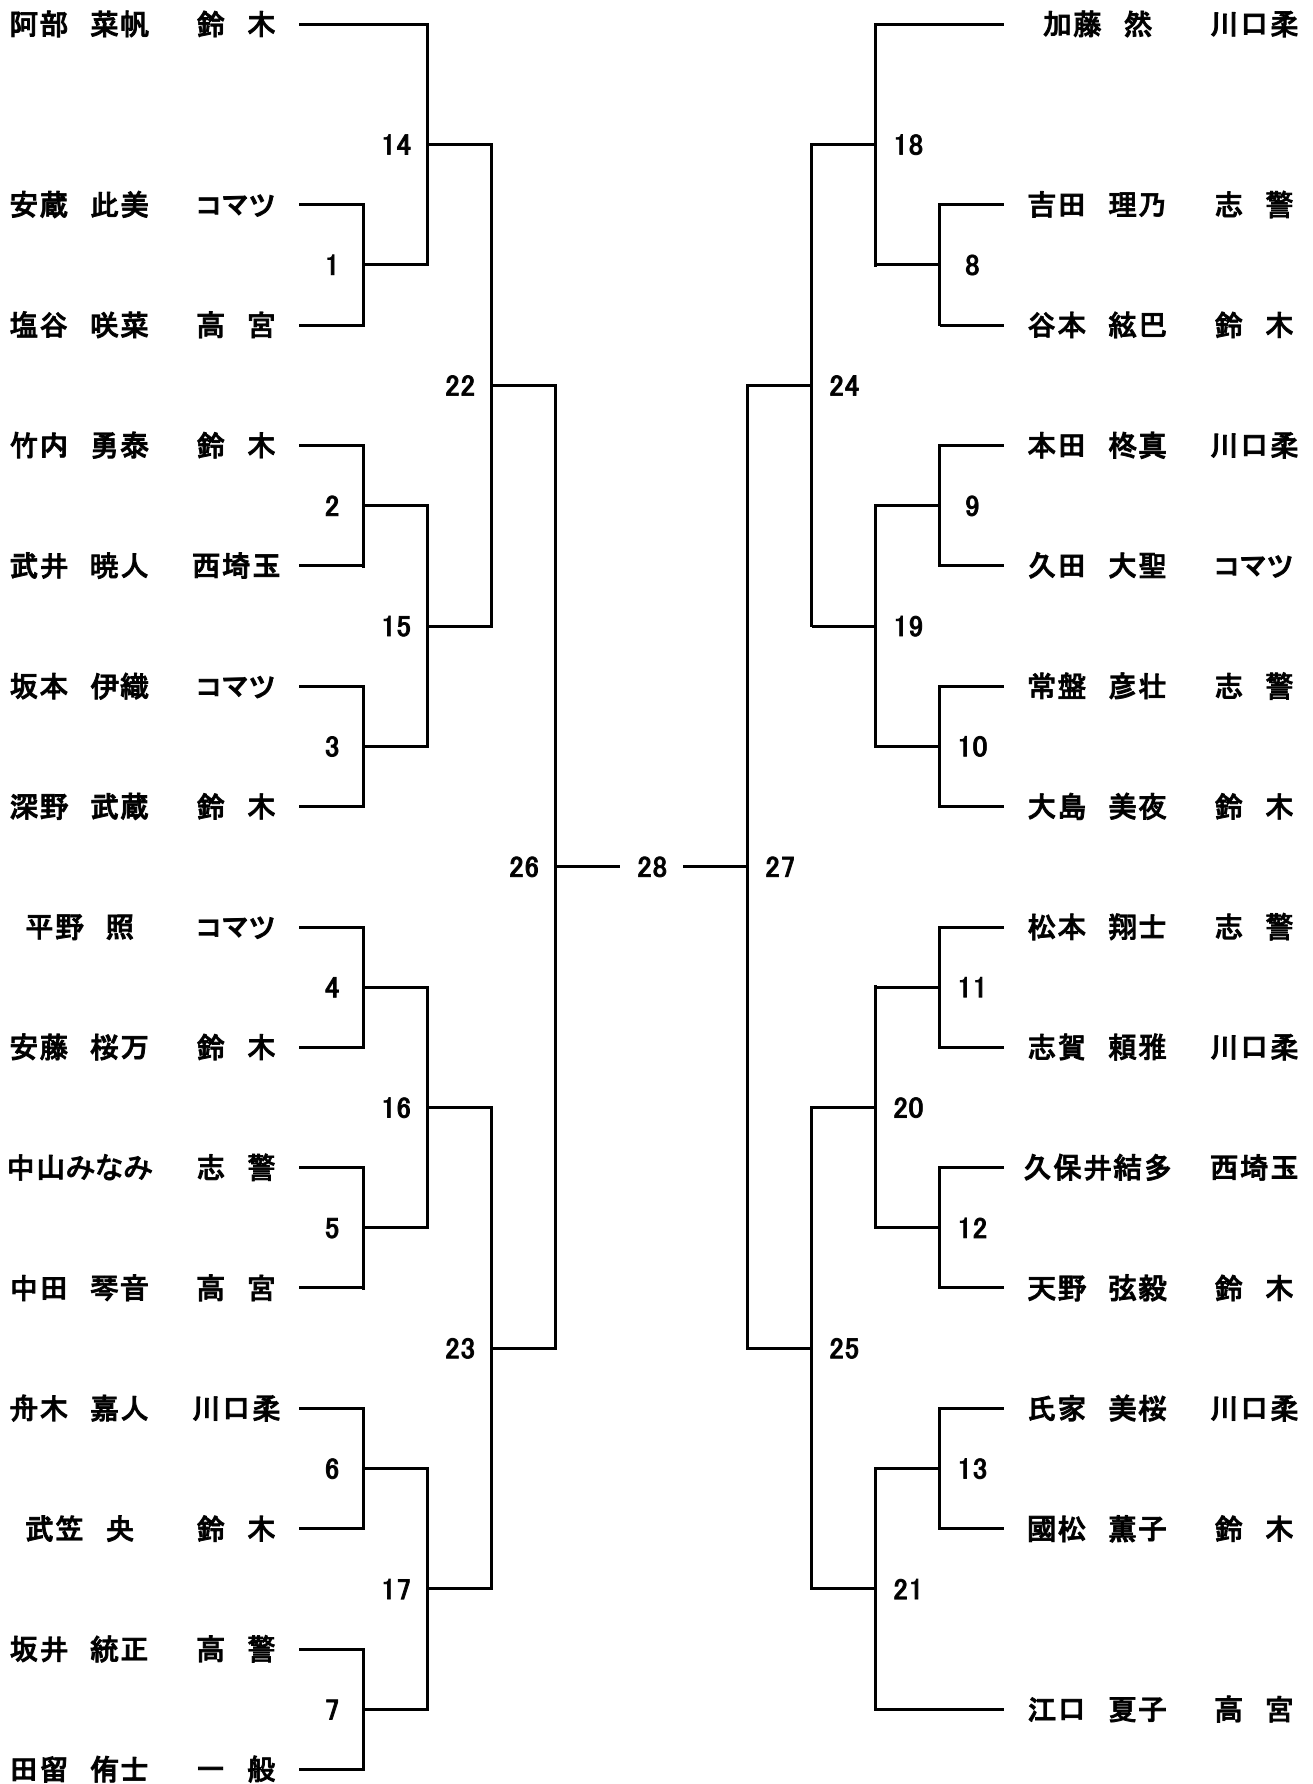 阿部 菜帆 鈴 木 加藤 然 川口柔
14 18
安蔵 此美 コマツ 吉田 理乃 志 警
1 8
塩谷 咲菜 高 宮 谷本 絃巴 鈴 木
22 24
竹内 勇泰 鈴 木 本田 柊真 川口柔
2 9
武井 暁人 西埼玉 久田 大聖 コマツ
15 19
坂本 伊織 コマツ 常盤 彦壮 志 警
3 10
深野 武蔵 鈴 木 大島 美夜 鈴 木
26 28 27
平野 照 コマツ 松本 翔士 志 警
4 11
安藤 桜万 鈴 木 志賀 頼雅 川口柔
16 20
中山みなみ 志 警 久保井結多 西埼玉
5 12
中田 琴音 高 宮 天野 弦毅 鈴 木
23 25
舟木 嘉人 川口柔 氏家 美桜 川口柔
6 13
武笠 央 鈴 木 國松 薫子 鈴 木
17 21
坂井 統正 高 警
7 江口 夏子 高 宮
田留 侑士 一 般